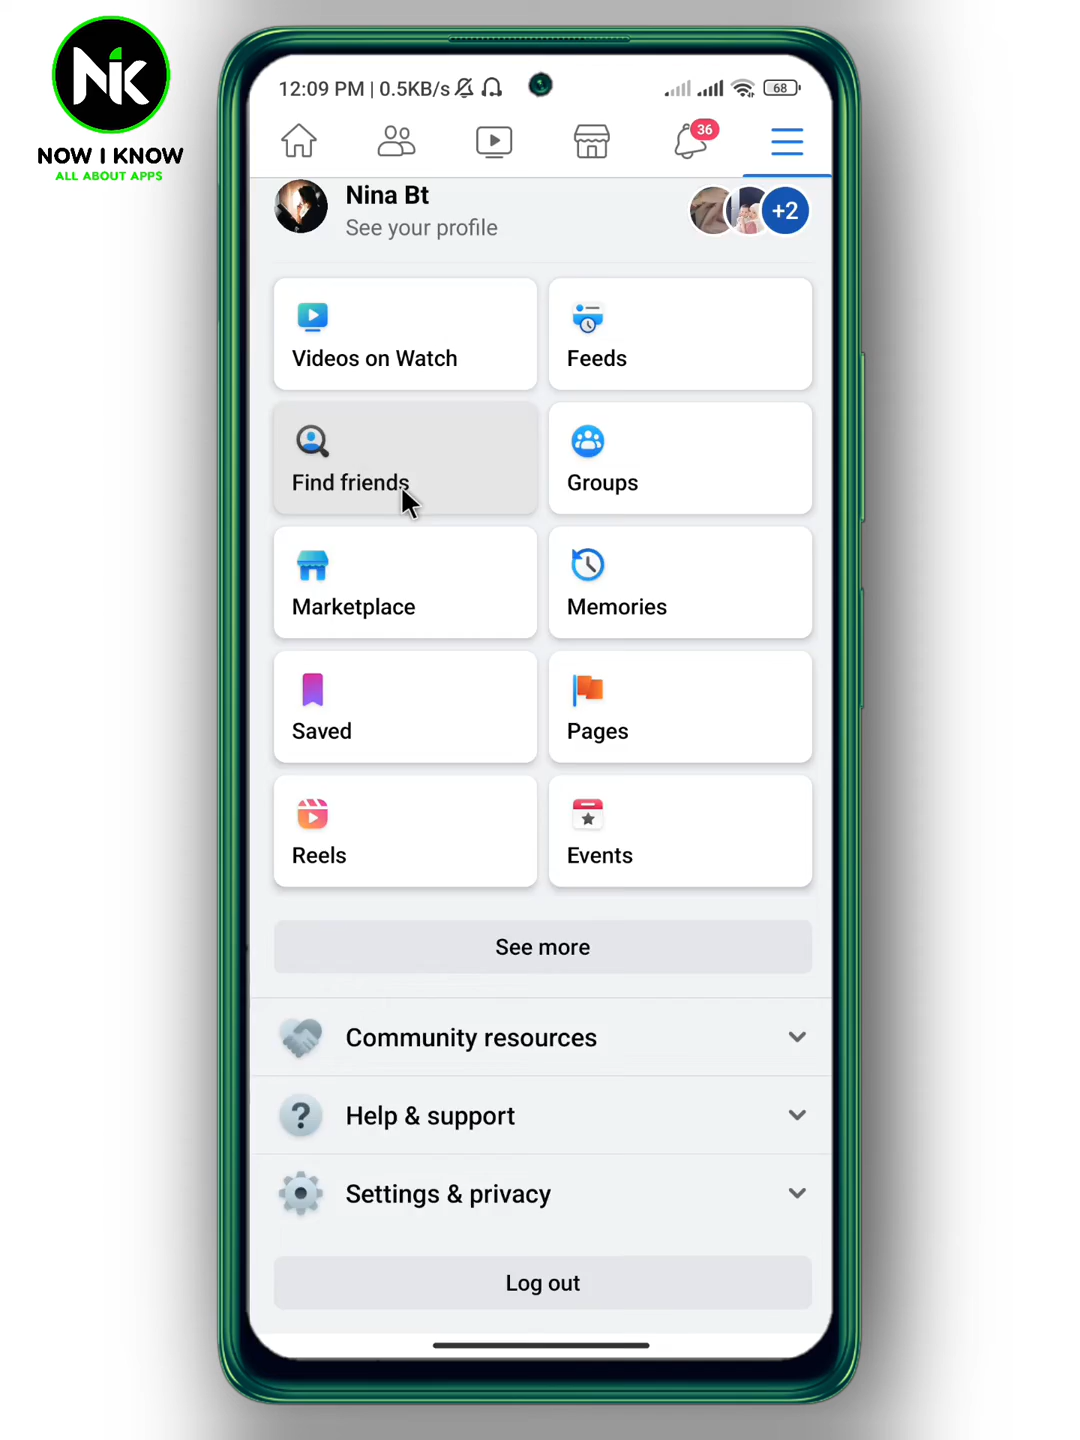 NiK
NOW I KNOW
ALL ABOUT APPS
12:09 PM | 0.5KB/s
68
36
Nina Bt
See your profile
+2
Videos on Watch
Feeds
Find friends
Groups
Marketplace
Memories
Saved
Pages
Reels
Events
See more
Community resources
? Help & support
Settings & privacy
Log out